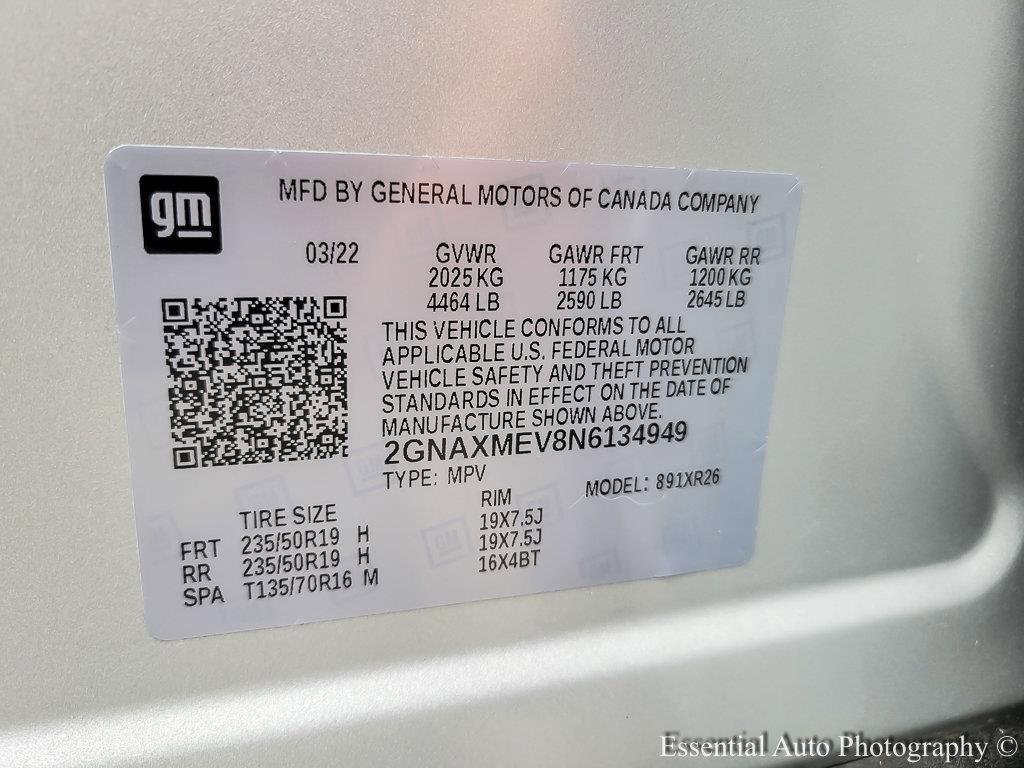 gm
MFD BY GENERAL MOTORS OF CANADA COMPANY
03/22 GVWR GAWR FRT GAWR RR
2025 KG 1175 KG 1200 KG
4464 LB 2590 LB 2645 LB
THIS VEHICLE CONFORMS TO ALL
APPLICABLE U.S. FEDERAL MOTOR
VEHICLE SAFETY AND THEFT PREVENTION
STANDARDS IN EFFECT ON THE DATE OF
MANUFACTURE SHOWN ABOVE.
2GNAXMEV8N6134949
TYPE: MPV MODEL: 891XR26
TIRE SIZE RIM
FRT 235/50R19 H 19X7.5J
RR 235/50R19 H 19X7.5J
SPA T135/70R16 M 16X4BT
Essential Auto Photography ©